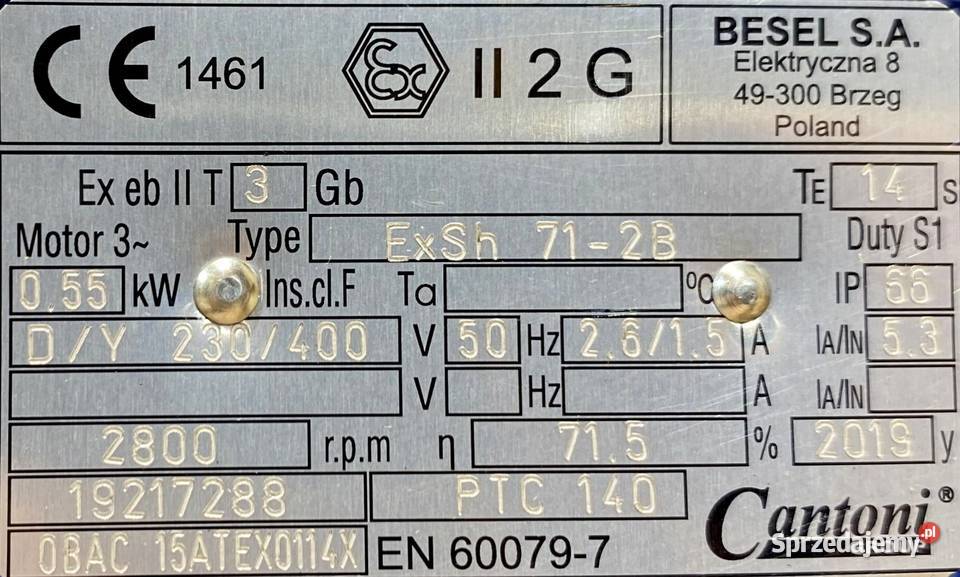 CE 1461 Ex II 2 G
BESEL S.A.
Elektryczna 8
49-300 Brzeg
Poland
Ex eb II T 3 Gb TE 14 s
Motor 3~ Type ExSh 71-2B Duty S1
0.55 kW Ins.cl.F Ta ºC IP 66
D/Y 230/400 V 50 Hz 2.6/1.5 A IA/IN 5.3
V Hz A IA/IN
2800 r.p.m η 71.5 % 2019 y
19217288 PTC 140
OBAC 15ATEX0114X EN 60079-7
Cantoni®
Sprzedajemy.pl